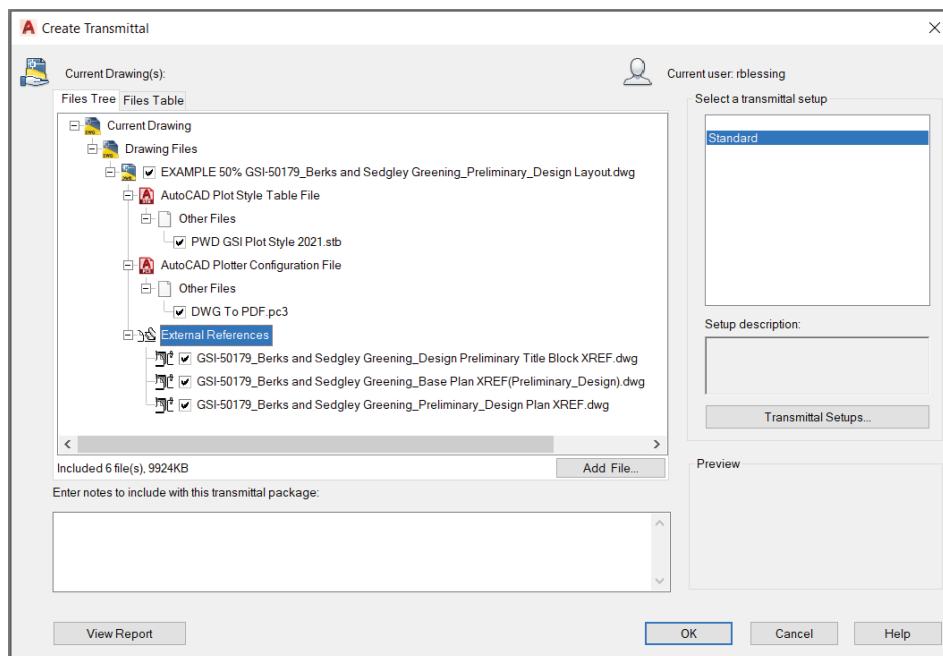 Create Transmittal
Current Drawing(s):
Current user: rblessing
Files Tree
Files Table
Current Drawing
Drawing Files
EXAMPLE 50% GSI-50179_Berks and Sedgley Greening_Preliminary_Design Layout.dwg
AutoCAD Plot Style Table File
Other Files
PWD GSI Plot Style 2021.stb
AutoCAD Plotter Configuration File
Other Files
DWG To PDF.pc3
External References
GSI-50179_Berks and Sedgley Greening_Design Preliminary Title Block XREF.dwg
GSI-50179_Berks and Sedgley Greening_Base Plan XREF(Preliminary_Design).dwg
GSI-50179_Berks and Sedgley Greening_Preliminary_Design Plan XREF.dwg
Included 6 file(s), 9924KB
Add File...
Enter notes to include with this transmittal package:
Select a transmittal setup
Standard
Setup description:
Transmittal Setups...
Preview
View Report
OK
Cancel
Help